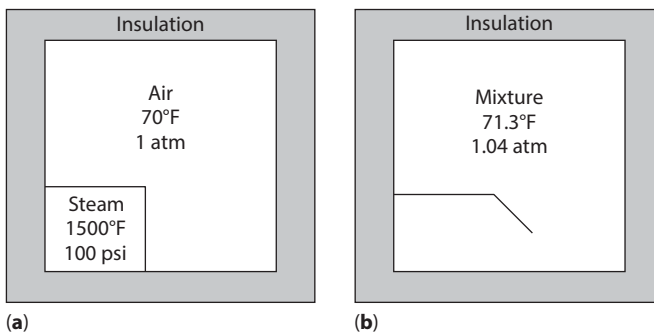 Insulation
Air
70°F
1 atm
Steam
1500°F
100 psi
(a)
Insulation
Mixture
71.3°F
1.04 atm
(b)